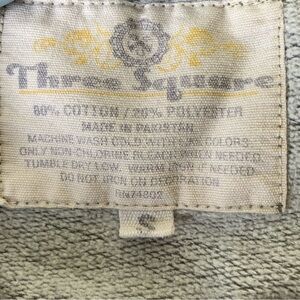 Three Square
80% COTTON / 20% POLYESTER
MADE IN PAKISTAN
MACHINE WASH COLD WITH LIKE COLORS
ONLY NON-CHLORINE BLEACH WHEN NEEDED
TUMBLE DRY LOW. WARM IRON IF NEEDED
DO NOT IRON ON DECORATION
RN74802
S